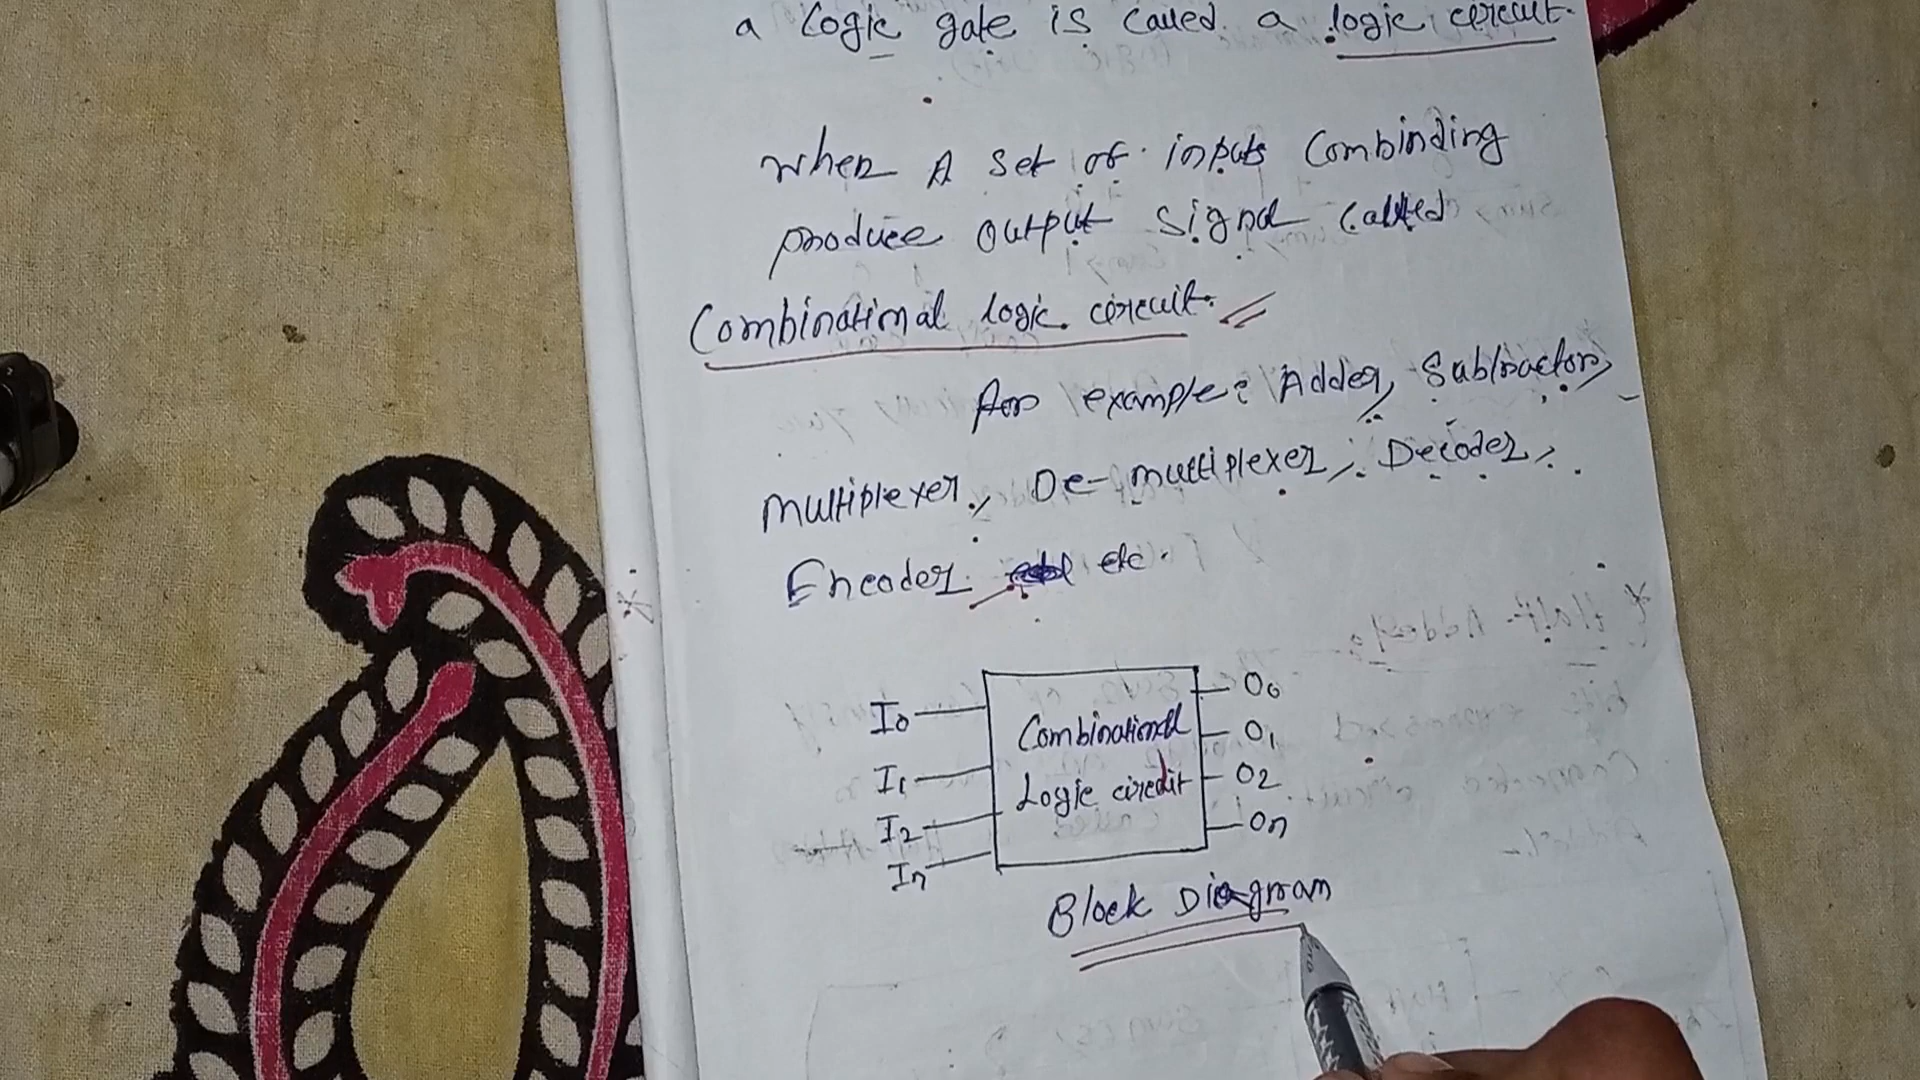 a logic gate is called a logic circuit.
When A set of inputs Combinding
produce output signal called
Combinational logic circuit.
for example: Adder, Subtractor,
multiplexer, De-multiplexer, Decoder,
Encoder etc.
I0
I1
I2
In
Combinational
Logic circuit
O0
O1
O2
On
Block Diagram